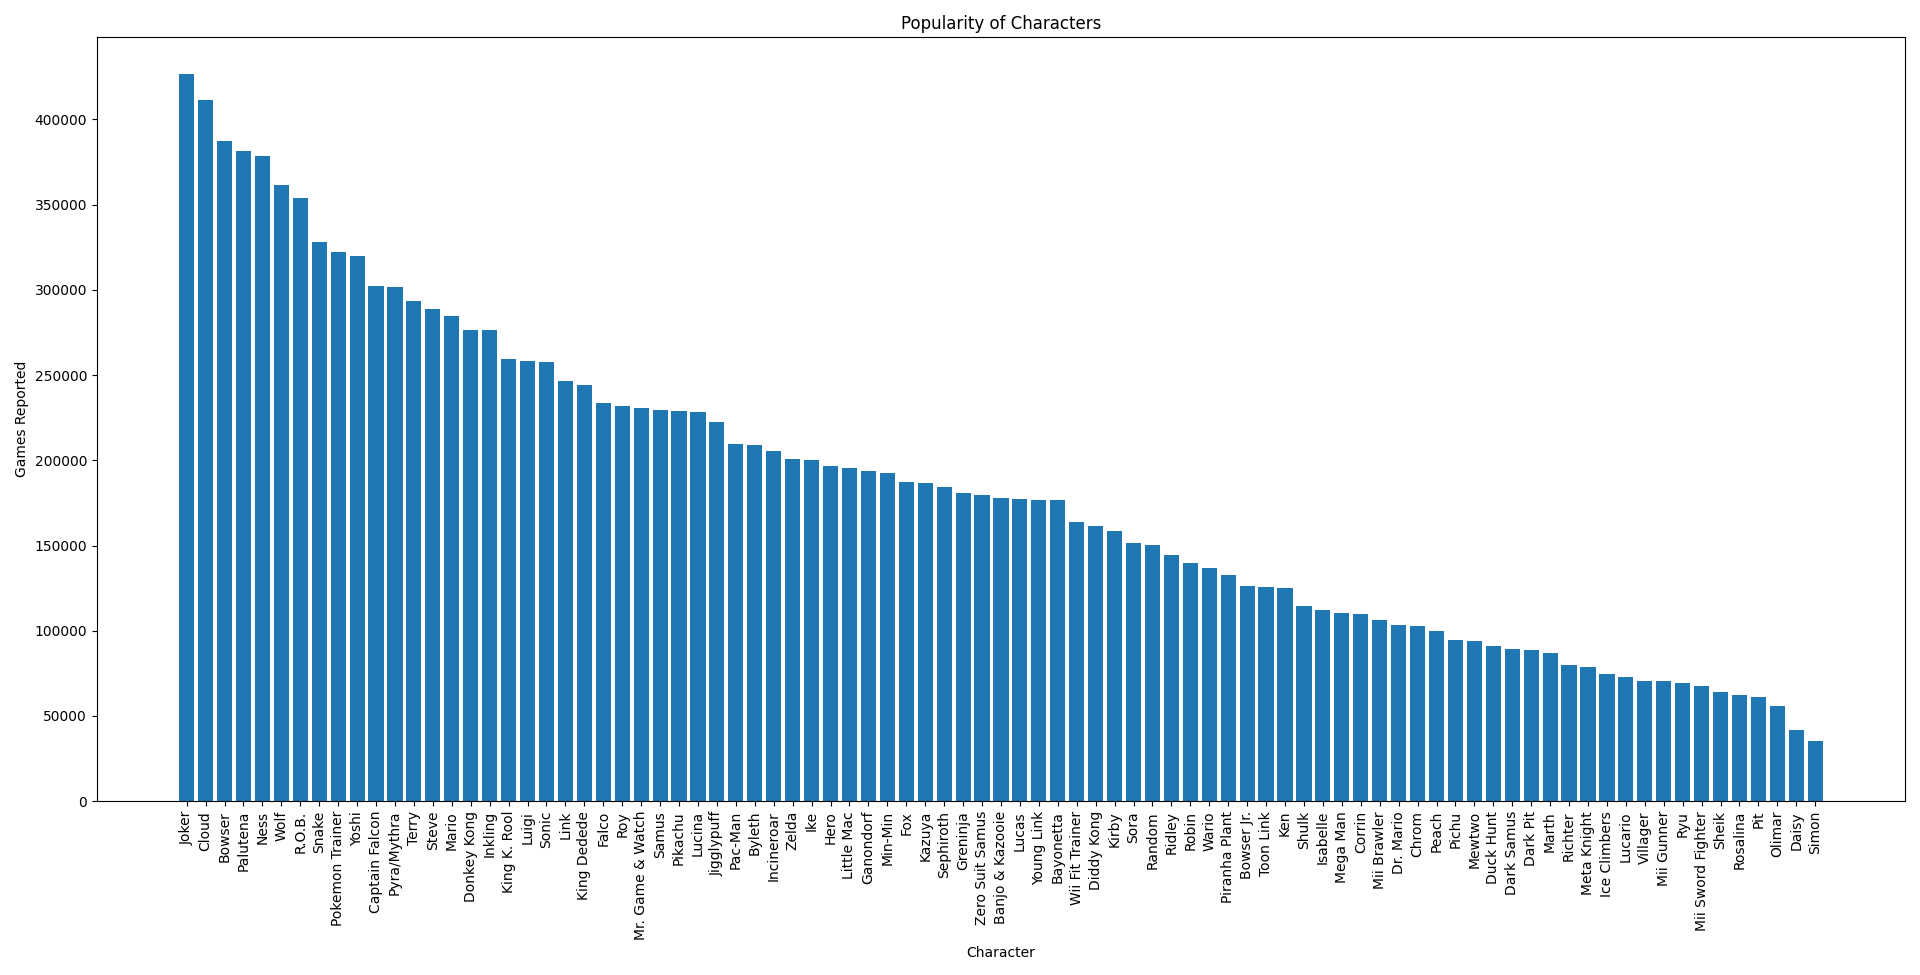 Popularity of Characters
Games Reported
400000
350000
300000
250000
200000
150000
100000
50000
0
Joker
Cloud
Bowser
Palutena
Ness
Wolf
R.O.B.
Snake
Pokemon Trainer
Yoshi
Captain Falcon
Pyra/Mythra
Terry
Steve
Mario
Donkey Kong
Inkling
King K. Rool
Luigi
Sonic
Link
King Dedede
Falco
Roy
Mr. Game & Watch
Samus
Pikachu
Lucina
Jigglypuff
Pac-Man
Byleth
Incineroar
Zelda
Ike
Hero
Little Mac
Ganondorf
Min-Min
Fox
Kazuya
Sephiroth
Greninja
Zero Suit Samus
Banjo & Kazooie
Lucas
Young Link
Bayonetta
Wii Fit Trainer
Diddy Kong
Kirby
Sora
Random
Ridley
Robin
Wario
Piranha Plant
Bowser Jr.
Toon Link
Ken
Shulk
Isabelle
Mega Man
Corrin
Mii Brawler
Dr. Mario
Chrom
Peach
Pichu
Mewtwo
Duck Hunt
Dark Samus
Dark Pit
Marth
Richter
Meta Knight
Ice Climbers
Lucario
Villager
Mii Gunner
Ryu
Mii Sword Fighter
Sheik
Rosalina
Pit
Olimar
Daisy
Simon
Character